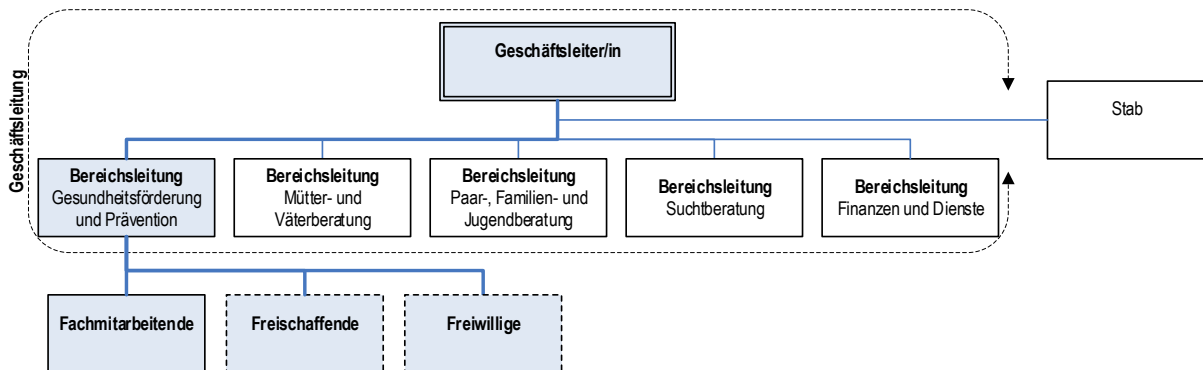 Geschäftsleitung
Geschäftsleiter/in
Stab
Bereichsleitung
Gesundheitsförderung
und Prävention
Bereichsleitung
Mütter- und
Väterberatung
Bereichsleitung
Paar-, Familien- und
Jugendberatung
Bereichsleitung
Suchtberatung
Bereichsleitung
Finanzen und Dienste
Fachmitarbeitende
Freischaffende
Freiwillige